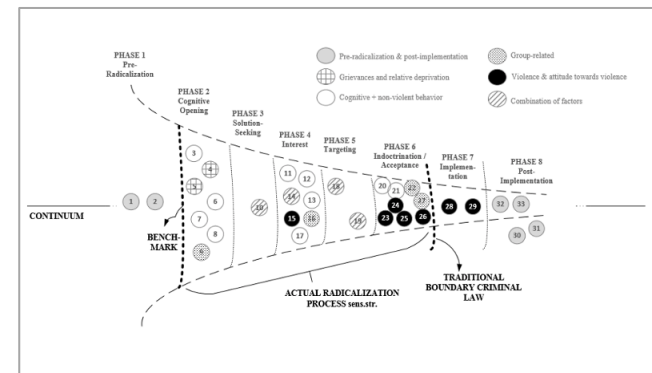 PHASE 1
Pre-
Radicalization
PHASE 2
Cognitive
Opening
PHASE 3
Solution-
Seeking
PHASE 4
Interest
PHASE 5
Targeting
PHASE 6
Indoctrination /
Acceptance
PHASE 7
Implemen-
tation
PHASE 8
Post-
Implementation
Pre-radicalization & post-implementation
Grievances and relative deprivation
Cognitive + non-violent behavior
Group-related
Violence & attitude towards violence
Combination of factors
CONTINUUM
1
2
3
4
5
6
7
8
9
10
11
12
14
13
15
16
17
18
19
20
21
22
24
27
23
25
26
28
29
32
33
30
31
BENCH-
MARK
ACTUAL RADICALIZATION
PROCESS sens.str.
TRADITIONAL
BOUNDARY CRIMINAL
LAW